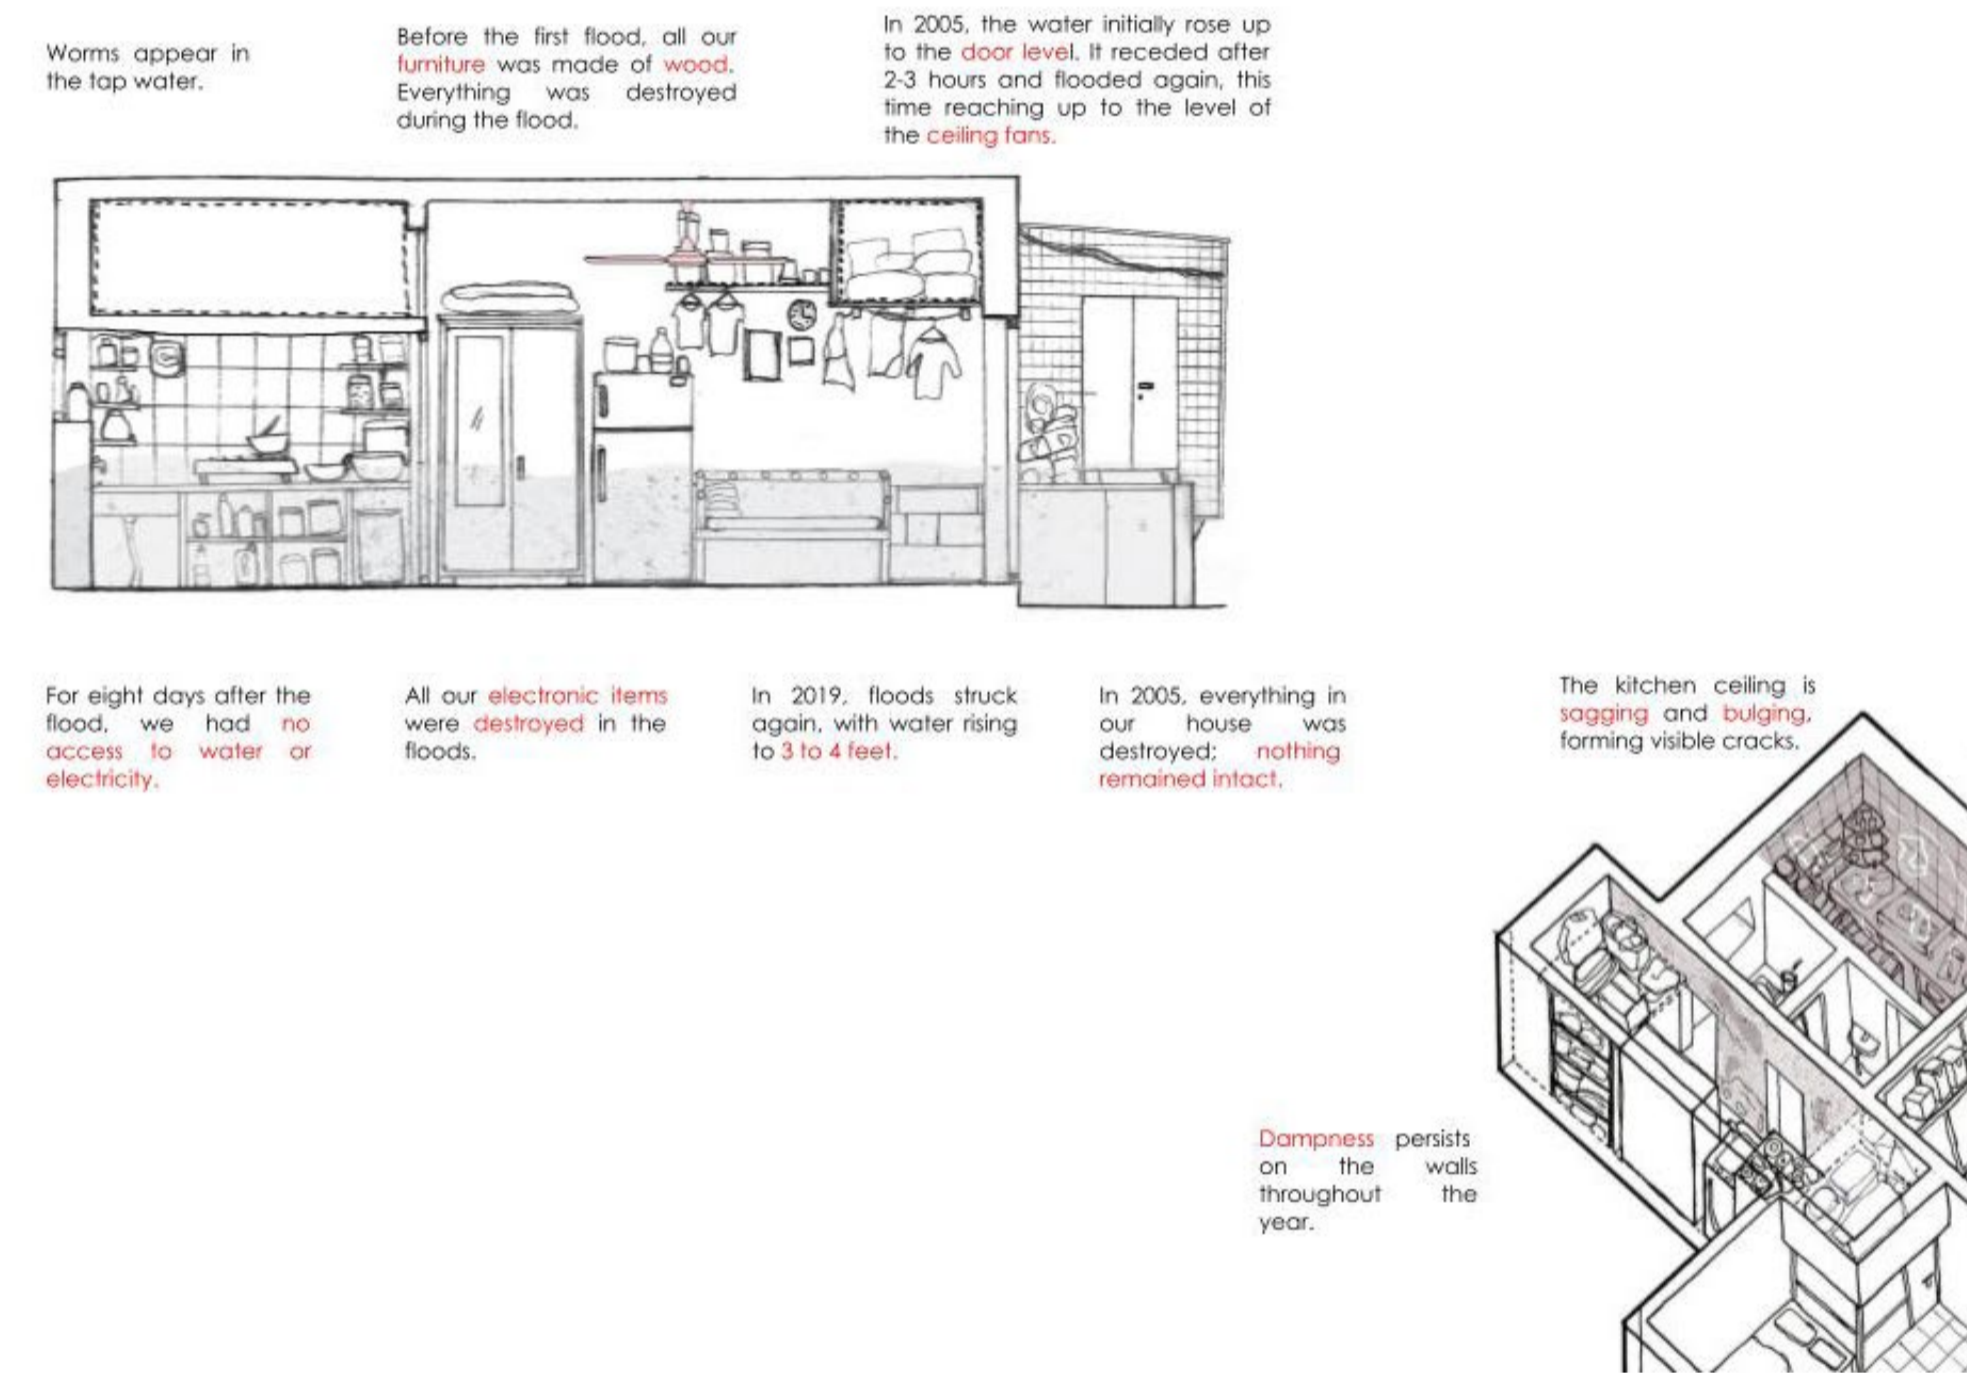 Worms appear in
the tap water.
Before the first flood, all our
furniture was made of wood.
Everything was destroyed
during the flood.
In 2005, the water initially rose up
to the door level. It receded after
2-3 hours and flooded again, this
time reaching up to the level of
the ceiling fans.
For eight days after the
flood, we had no
access to water or
electricity.
All our electronic items
were destroyed in the
floods.
In 2019, floods struck
again, with water rising
to 3 to 4 feet.
In 2005, everything in
our house was
destroyed; nothing
remained intact.
The kitchen ceiling is
sagging and bulging,
forming visible cracks.
Dampness persists
on the walls
throughout the
year.